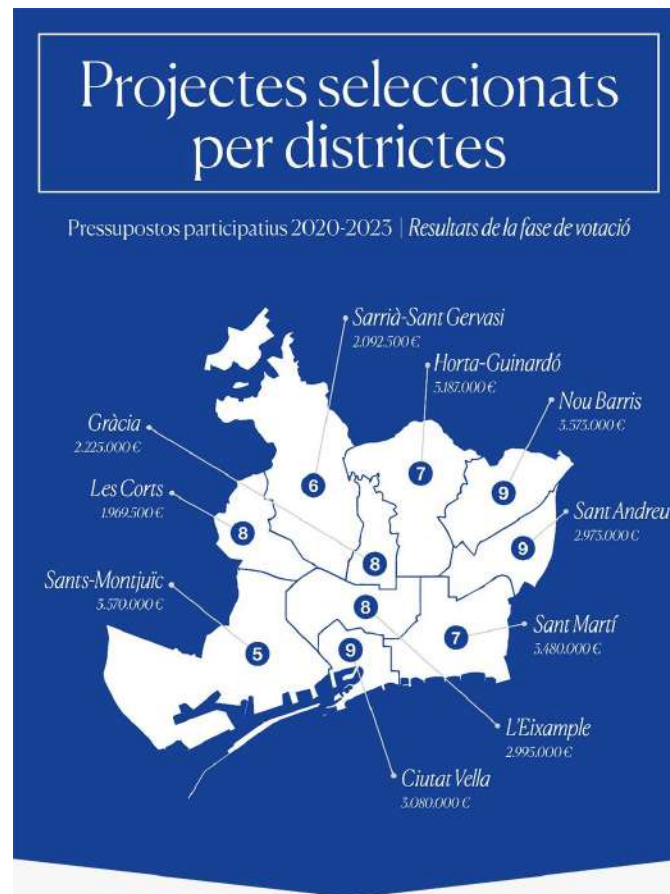 Projectes seleccionats
per districtes
Pressupostos participatius 2020-2023 | Resultats de la fase de votació
Sarrià-Sant Gervasi
2.092.500 €
Horta-Guinardó
3.187.000 €
Nou Barris
3.573.000 €
Gràcia
2.225.000 €
Les Corts
1.969.500 €
Sant Andreu
2.973.000 €
Sants-Montjuïc
3.570.000 €
Sant Martí
3.480.000 €
L'Eixample
2.993.000 €
Ciutat Vella
3.080.000 €
6
7
9
8
9
8
8
5
9
7